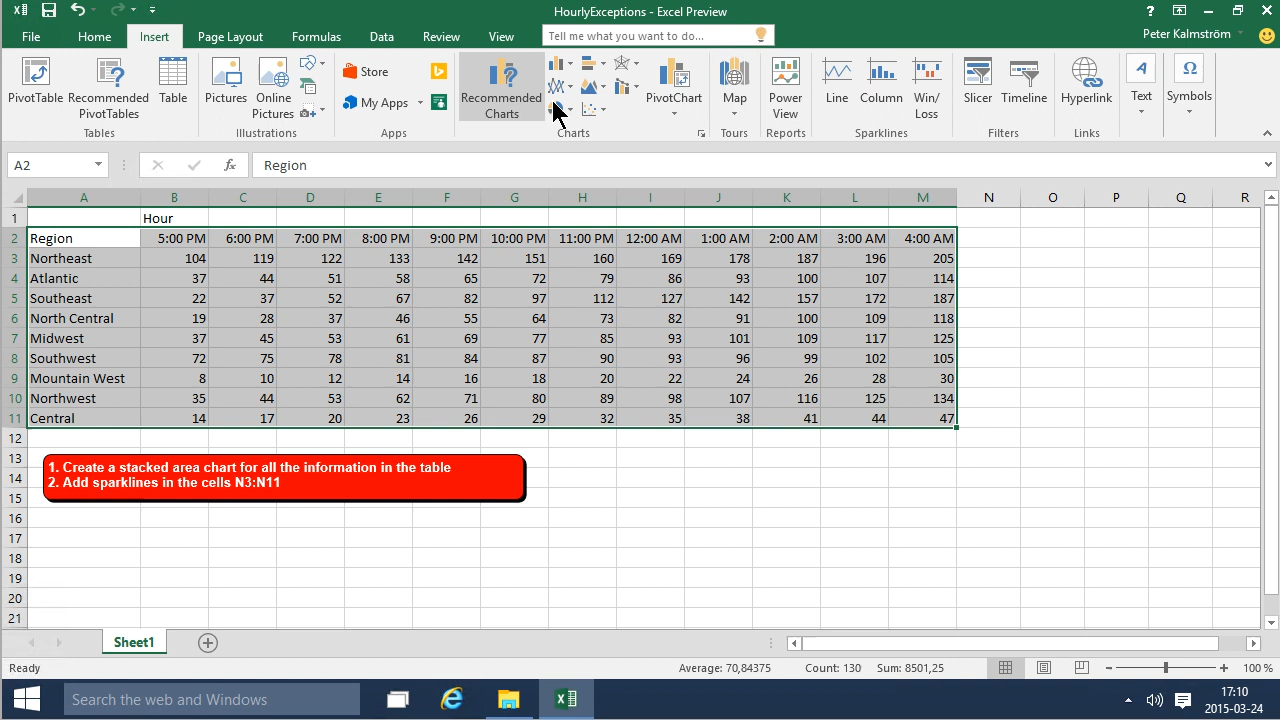 HourlyExceptions - Excel Preview
?
File Home Insert Page Layout Formulas Data Review View Tell me what you want to do... Peter Kalmström
PivotTable Recommended PivotTables Table Pictures Online Pictures Store My Apps Recommended Charts PivotChart Map Power View Line Column Win/Loss Slicer Timeline Hyperlink Text Symbols
Tables Illustrations Apps Charts Tours Reports Sparklines Filters Links
A2 fx Region
A B C D E F G H I J K L M N O P Q R
1 Hour
2 Region 5:00 PM 6:00 PM 7:00 PM 8:00 PM 9:00 PM 10:00 PM 11:00 PM 12:00 AM 1:00 AM 2:00 AM 3:00 AM 4:00 AM
3 Northeast 104 119 122 133 142 151 160 169 178 187 196 205
4 Atlantic 37 44 51 58 65 72 79 86 93 100 107 114
5 Southeast 22 37 52 67 82 97 112 127 142 157 172 187
6 North Central 19 28 37 46 55 64 73 82 91 100 109 118
7 Midwest 37 45 53 61 69 77 85 93 101 109 117 125
8 Southwest 72 75 78 81 84 87 90 93 96 99 102 105
9 Mountain West 8 10 12 14 16 18 20 22 24 26 28 30
10 Northwest 35 44 53 62 71 80 89 98 107 116 125 134
11 Central 14 17 20 23 26 29 32 35 38 41 44 47
12
13
1. Create a stacked area chart for all the information in the table
14
2. Add sparklines in the cells N3:N11
15
16
17
18
19
20
21
Sheet1
Ready Average: 70,84375 Count: 130 Sum: 8501,25 100 %
Search the web and Windows 17:10
2015-03-24